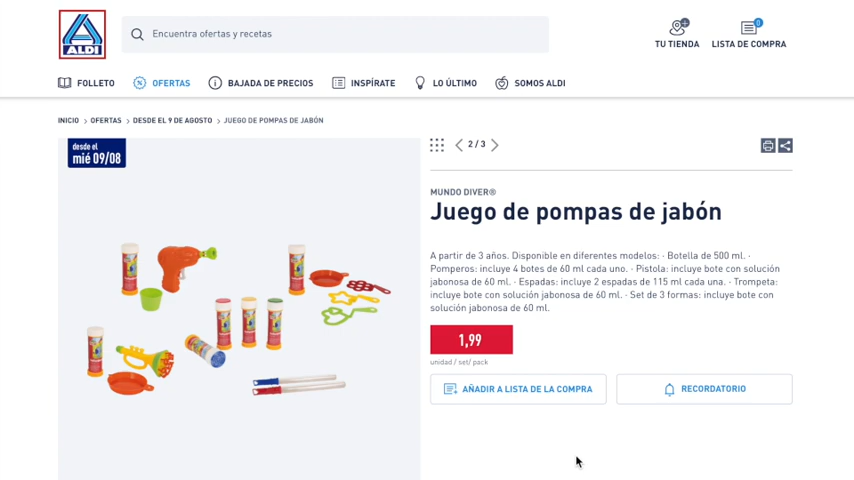 ALDI
Encuentra ofertas y recetas
TU TIENDA
0
LISTA DE COMPRA
FOLLETO
OFERTAS
BAJADA DE PRECIOS
INSPÍRATE
LO ÚLTIMO
SOMOS ALDI
INICIO > OFERTAS > DESDE EL 9 DE AGOSTO > JUEGO DE POMPAS DE JABÓN
desde el
mié 09/08
2 / 3
MUNDO DIVER®
Juego de pompas de jabón
A partir de 3 años. Disponible en diferentes modelos: · Botella de 500 ml. ·
Pomperos: incluye 4 botes de 60 ml cada uno. · Pistola: incluye bote con solución
jabonosa de 60 ml. · Espadas: incluye 2 espadas de 115 ml cada una. · Trompeta:
incluye bote con solución jabonosa de 60 ml. · Set de 3 formas: incluye bote con
solución jabonosa de 60 ml.
1,99
unidad / set/ pack
AÑADIR A LISTA DE LA COMPRA
RECORDATORIO